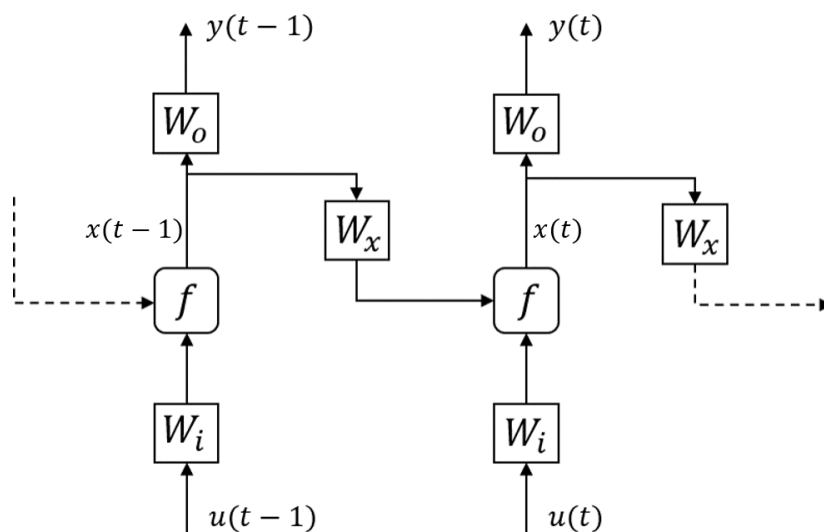 y(t − 1) y(t)
W_o W_o
x(t − 1) W_x x(t) W_x
f f
W_i W_i
u(t − 1) u(t)